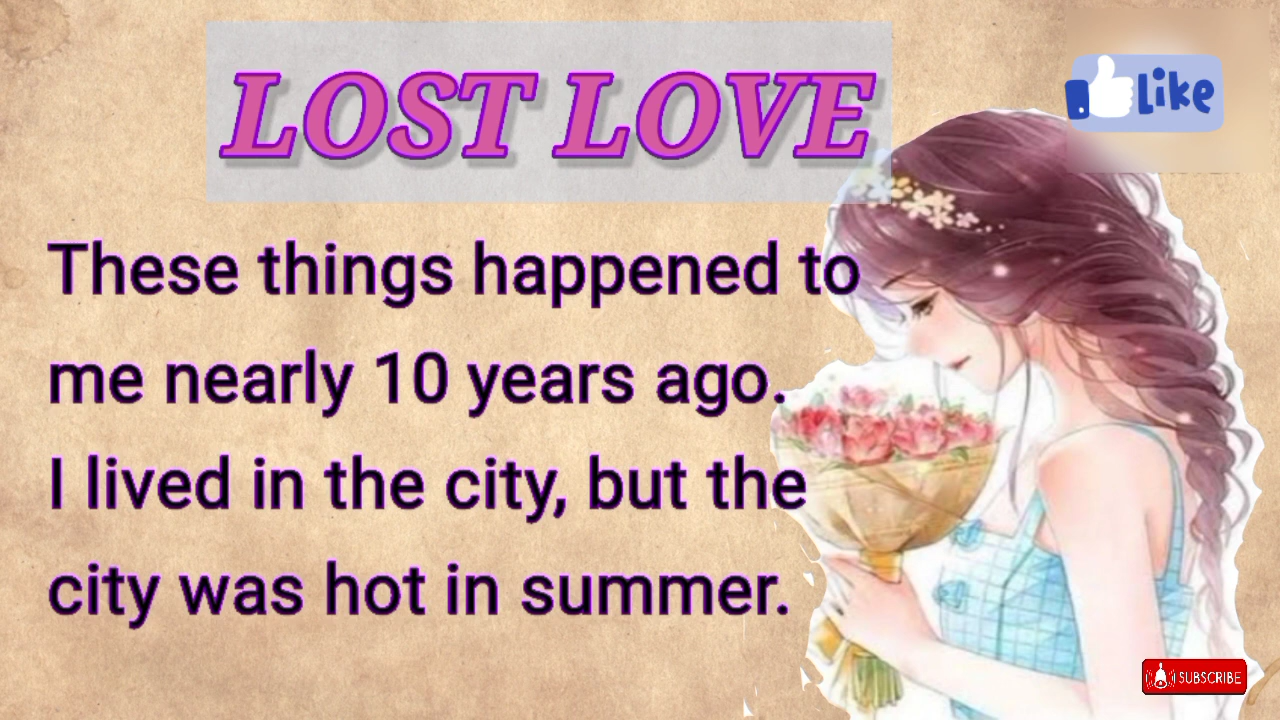 LOST LOVE
like
These things happened to
me nearly 10 years ago.
I lived in the city, but the
city was hot in summer.
SUBSCRIBE